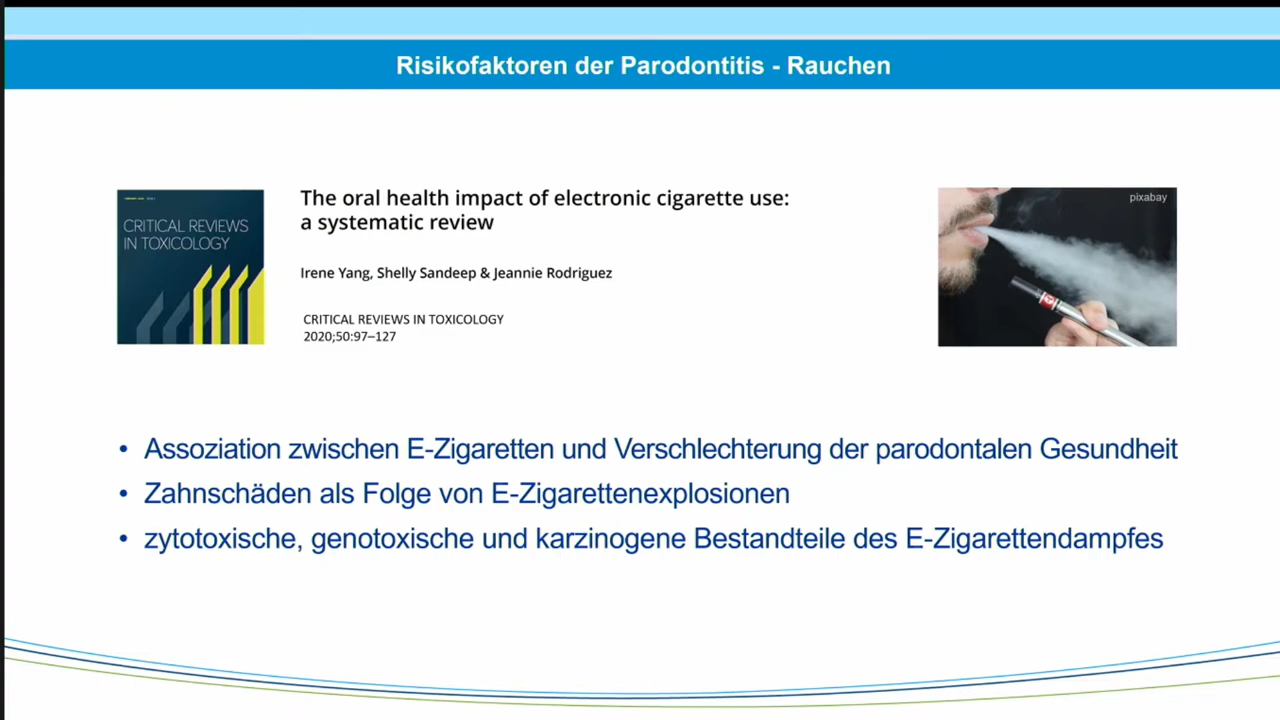 Risikofaktoren der Parodontitis - Rauchen
CRITICAL REVIEWS
IN TOXICOLOGY
The oral health impact of electronic cigarette use:
a systematic review
Irene Yang, Shelly Sandeep & Jeannie Rodriguez
CRITICAL REVIEWS IN TOXICOLOGY
2020;50:97–127
pixabay
• Assoziation zwischen E-Zigaretten und Verschlechterung der parodontalen Gesundheit
• Zahnschäden als Folge von E-Zigarettenexplosionen
• zytotoxische, genotoxische und karzinogene Bestandteile des E-Zigarettendampfes